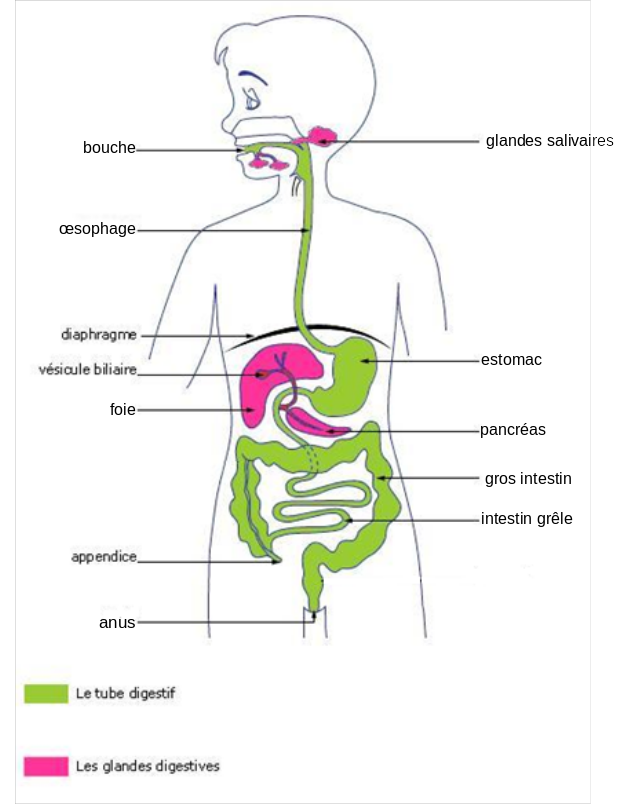 glandes salivaires
bouche
œsophage
diaphragme
estomac
vésicule biliaire
foie
pancréas
gros intestin
intestin grêle
appendice
anus
Le tube digestif
Les glandes digestives